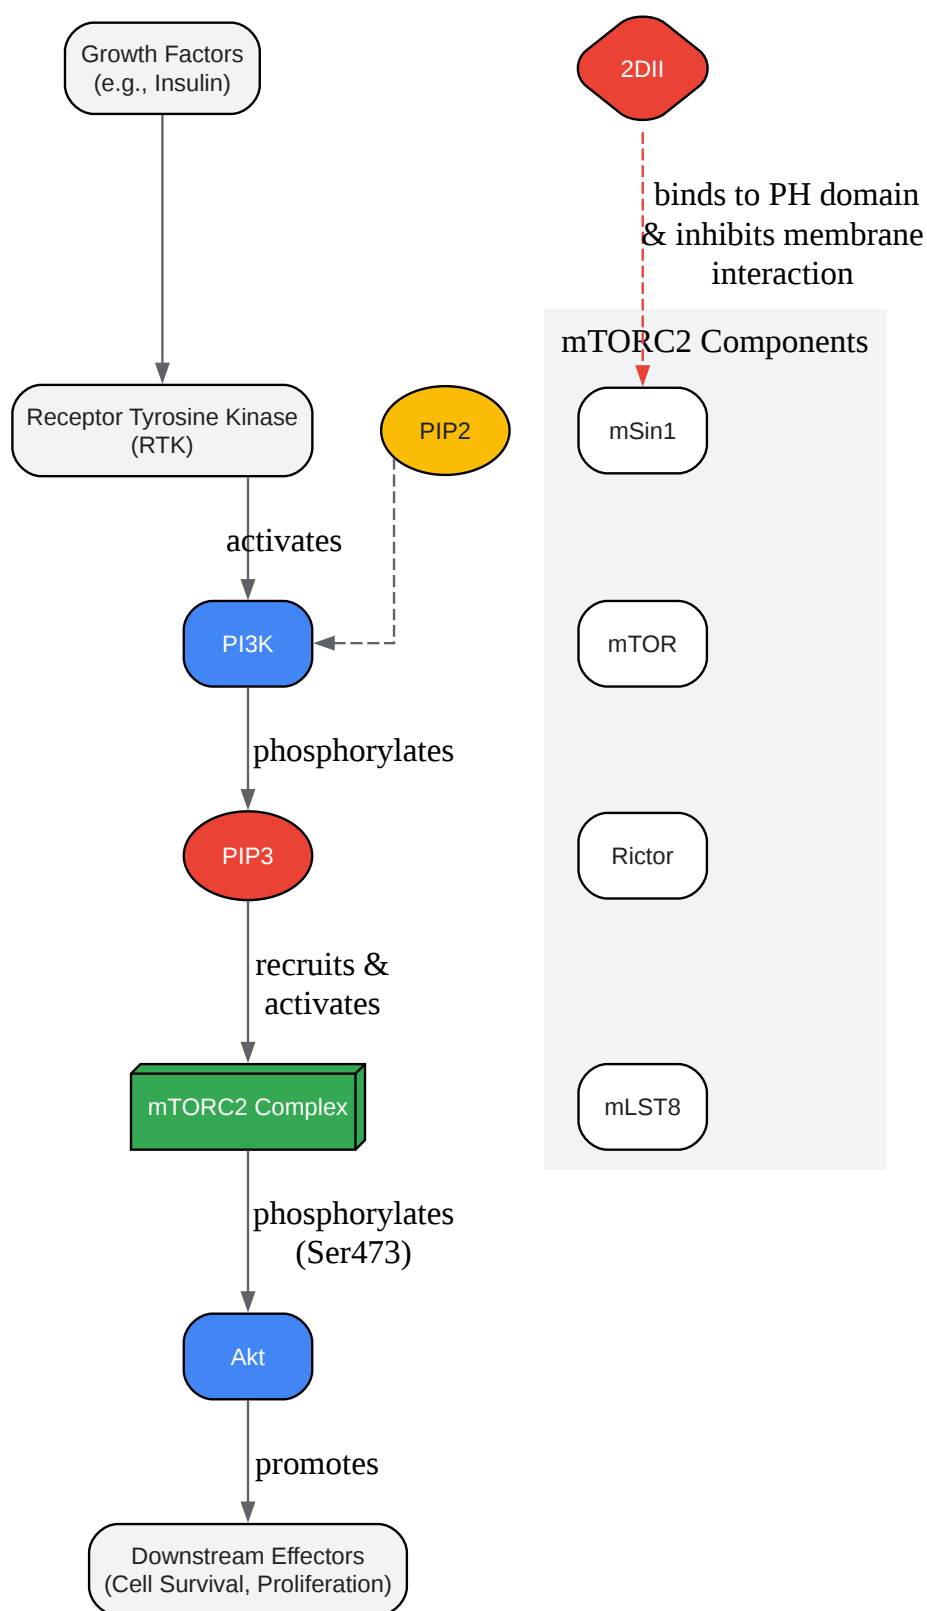 Growth Factors
(e.g., Insulin)
2DII
binds to PH domain
& inhibits membrane
interaction
mTORC2 Components
Receptor Tyrosine Kinase
(RTK)
PIP2
mSin1
activates
PI3K
mTOR
phosphorylates
PIP3
Rictor
recruits &
activates
mTORC2 Complex
mLST8
phosphorylates
(Ser473)
Akt
promotes
Downstream Effectors
(Cell Survival, Proliferation)